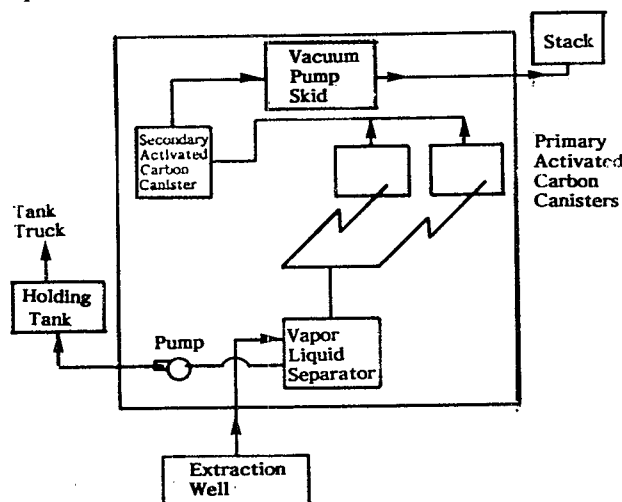 Vacuum
Pump
Skid
Stack
Secondary
Activated
Carbon
Canister
Primary
Activated
Carbon
Canisters
Tank
Truck
Holding
Tank
Pump
Vapor
Liquid
Separator
Extraction
Well